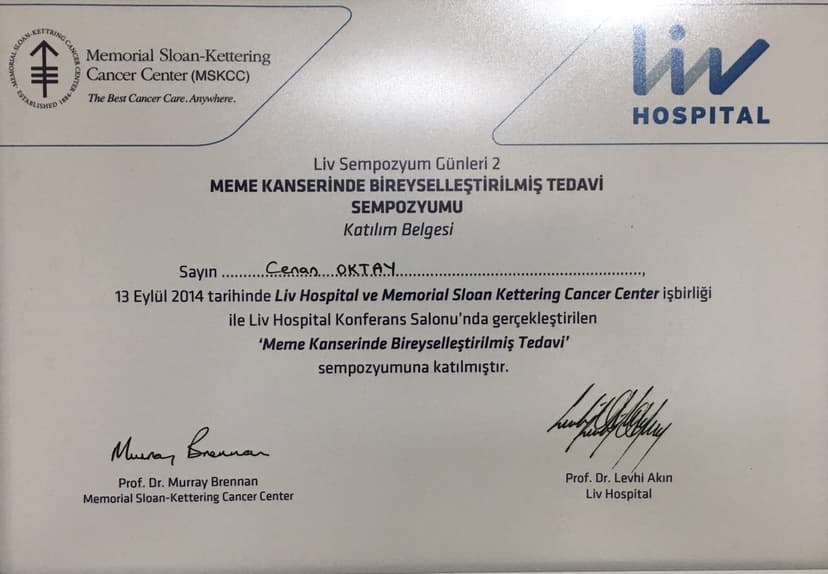 MEMORIAL SLOAN-KETTERING CANCER CENTER
ESTABLISHED 1884
Memorial Sloan-Kettering
Cancer Center (MSKCC)
The Best Cancer Care. Anywhere.
Liv
HOSPITAL
Liv Sempozyum Günleri 2
MEME KANSERİNDE BİREYSELLEŞTİRİLMİŞ TEDAVİ
SEMPOZYUMU
Katılım Belgesi
Sayın ........Cenan OKTAY........,
13 Eylül 2014 tarihinde Liv Hospital ve Memorial Sloan Kettering Cancer Center işbirliği
ile Liv Hospital Konferans Salonu'nda gerçekleştirilen
‘Meme Kanserinde Bireyselleştirilmiş Tedavi’
sempozyumuna katılmıştır.
Murray Brennan
Prof. Dr. Murray Brennan
Memorial Sloan-Kettering Cancer Center
Prof. Dr. Levhi Akın
Liv Hospital